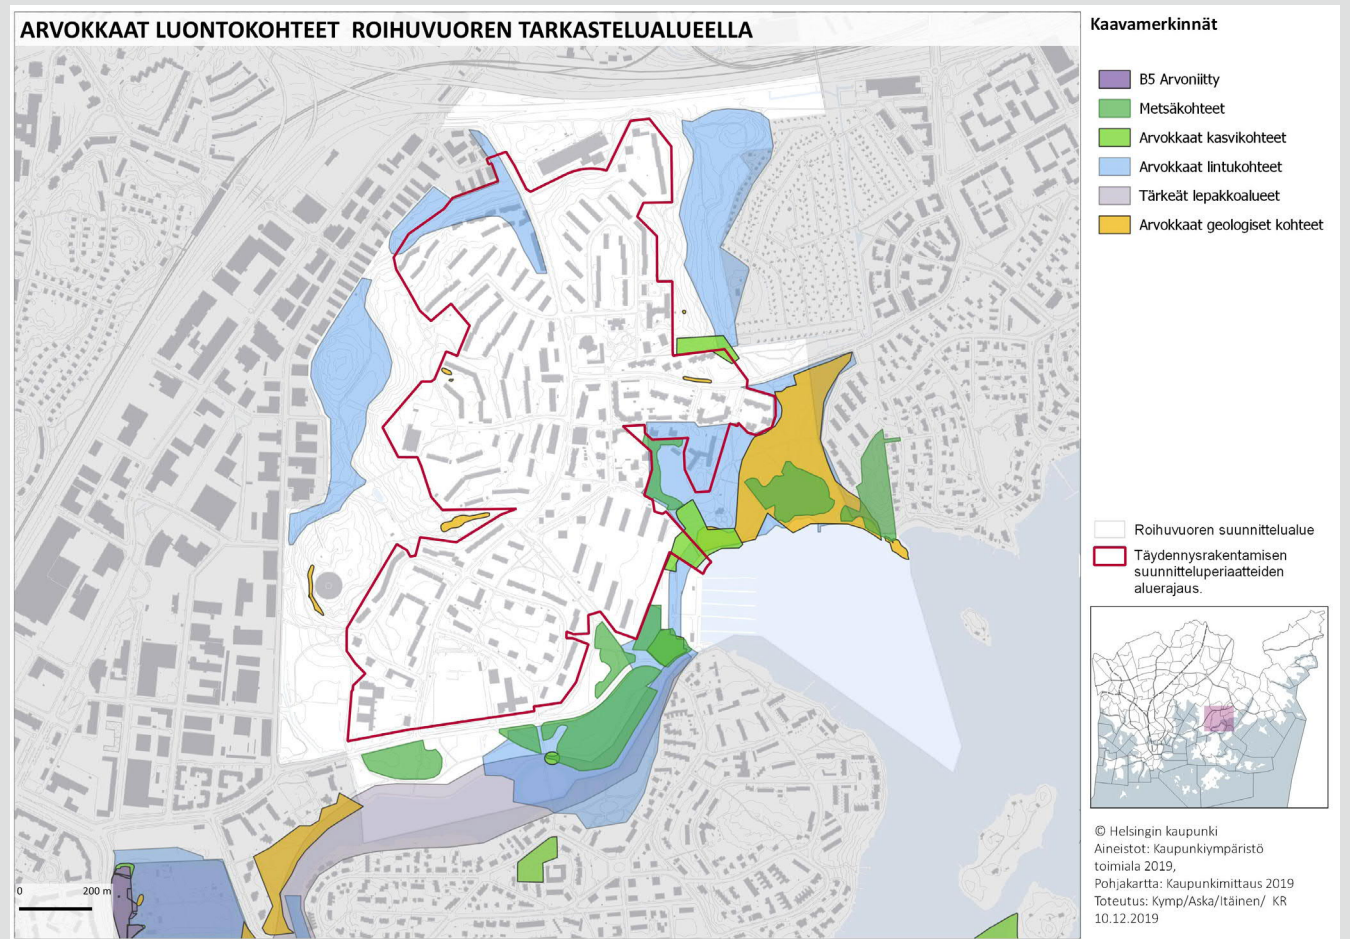 ARVOKKAAT LUONTOKOHTEET ROIHUVUOREN TARKASTELUALUEELLA
Kaavamerkinnät
B5 Arvoniitty
Metsäkohteet
Arvokkaat kasvikohteet
Arvokkaat lintukohteet
Tärkeät lepakkoalueet
Arvokkaat geologiset kohteet
Roihuvuoren suunnittelualue
Täydennysrakentamisen
suunnitteluperiaatteiden
aluerajaus.
© Helsingin kaupunki
Aineistot: Kaupunkiympäristö
toimiala 2019,
Pohjakartta: Kaupunkimittaus 2019
Toteutus: Kymp/Aska/Itäinen/ KR
10.12.2019
0 200 m